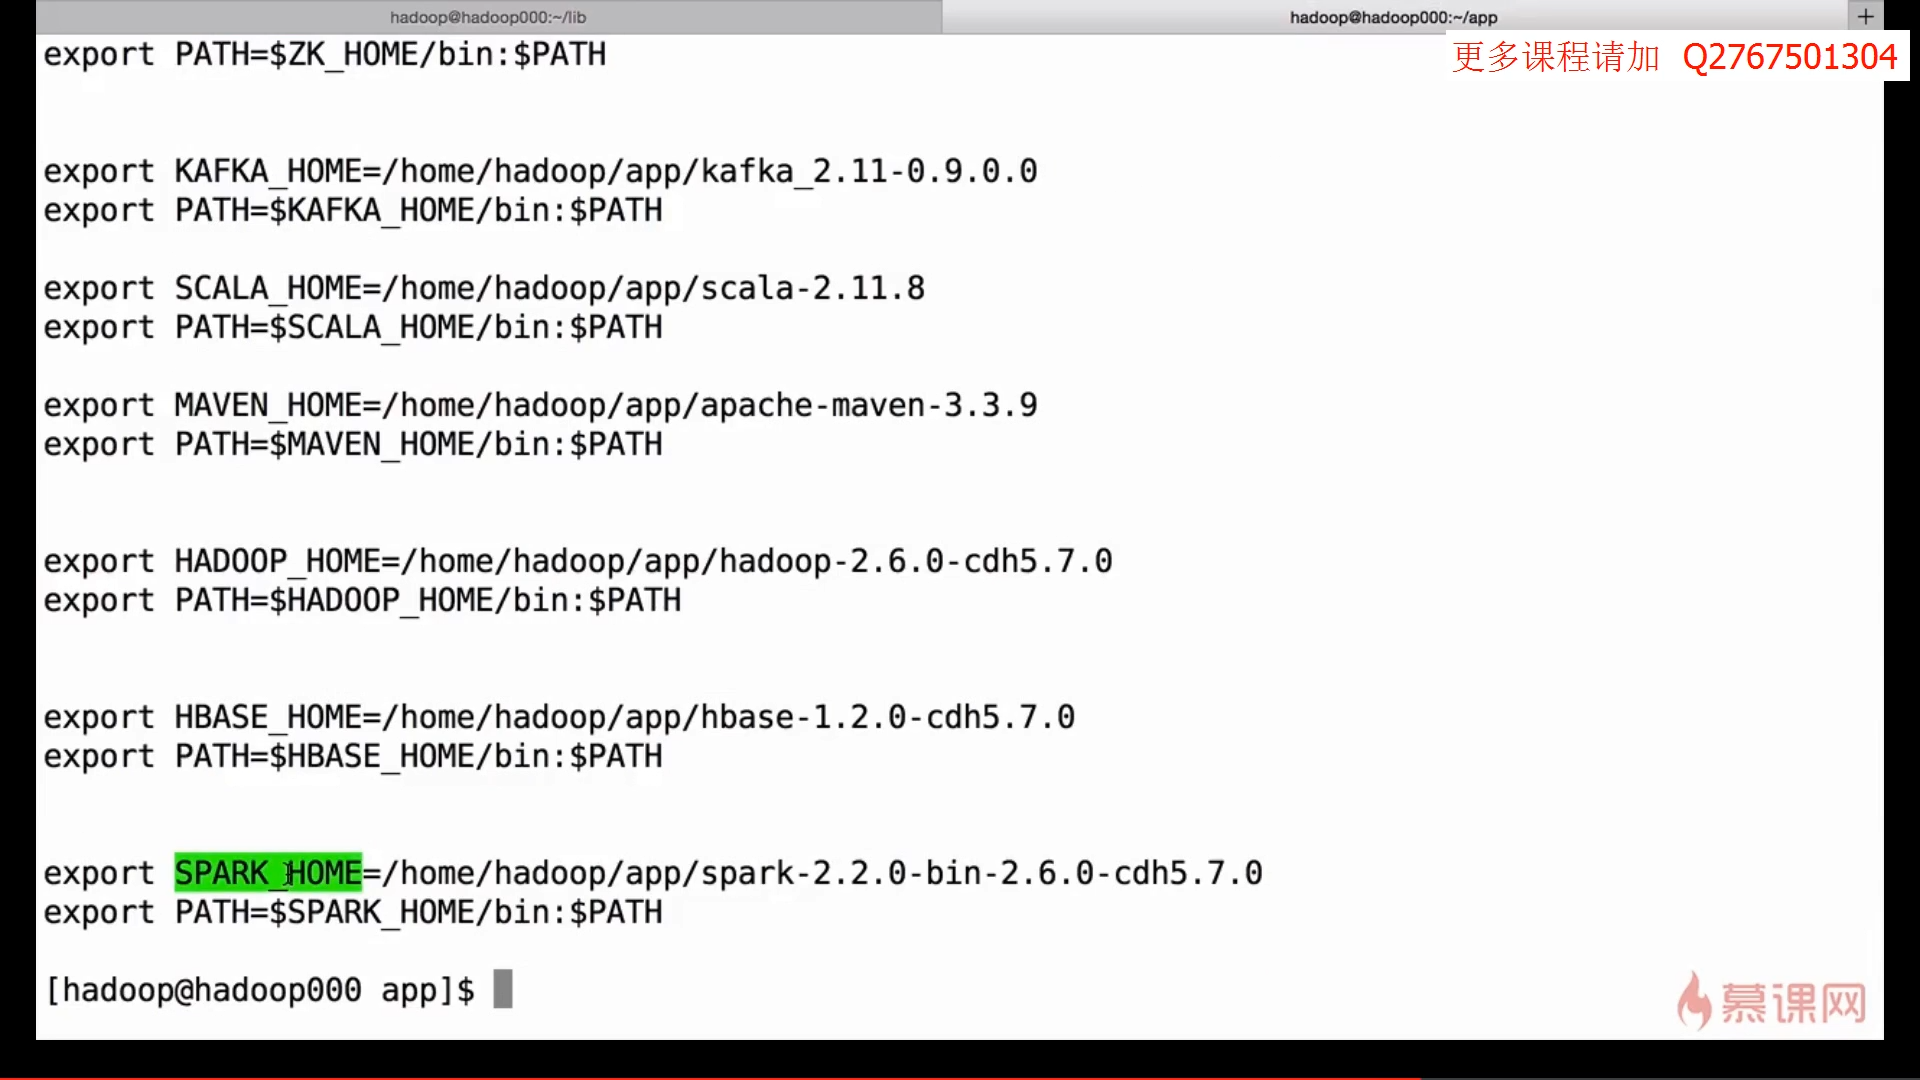 hadoop@hadoop000:~/lib
hadoop@hadoop000:~/app
+
更多课程请加 Q2767501304
export PATH=$ZK_HOME/bin:$PATH
export KAFKA_HOME=/home/hadoop/app/kafka_2.11-0.9.0.0
export PATH=$KAFKA_HOME/bin:$PATH
export SCALA_HOME=/home/hadoop/app/scala-2.11.8
export PATH=$SCALA_HOME/bin:$PATH
export MAVEN_HOME=/home/hadoop/app/apache-maven-3.3.9
export PATH=$MAVEN_HOME/bin:$PATH
export HADOOP_HOME=/home/hadoop/app/hadoop-2.6.0-cdh5.7.0
export PATH=$HADOOP_HOME/bin:$PATH
export HBASE_HOME=/home/hadoop/app/hbase-1.2.0-cdh5.7.0
export PATH=$HBASE_HOME/bin:$PATH
export SPARK_HOME=/home/hadoop/app/spark-2.2.0-bin-2.6.0-cdh5.7.0
export PATH=$SPARK_HOME/bin:$PATH
[hadoop@hadoop000 app]$
慕课网